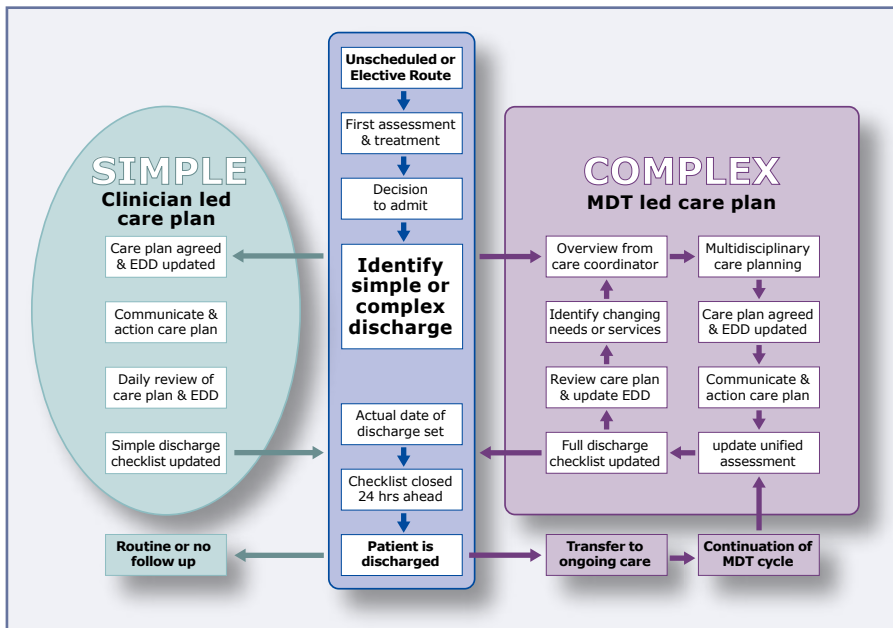 Unscheduled or
Elective Route
First assessment
& treatment
Decision
to admit
Identify
simple or
complex
discharge
Actual date of
discharge set
Checklist closed
24 hrs ahead
Patient is
discharged
SIMPLE
Clinician led
care plan
Care plan agreed
& EDD updated
Communicate &
action care plan
Daily review of
care plan & EDD
Simple discharge
checklist updated
Routine or no
follow up
COMPLEX
MDT led care plan
Overview from
care coordinator
Multidisciplinary
care planning
Identify changing
needs or services
Care plan agreed
& EDD updated
Review care plan
& update EDD
Communicate &
action care plan
Full discharge
checklist updated
update unified
assessment
Transfer to
ongoing care
Continuation of
MDT cycle